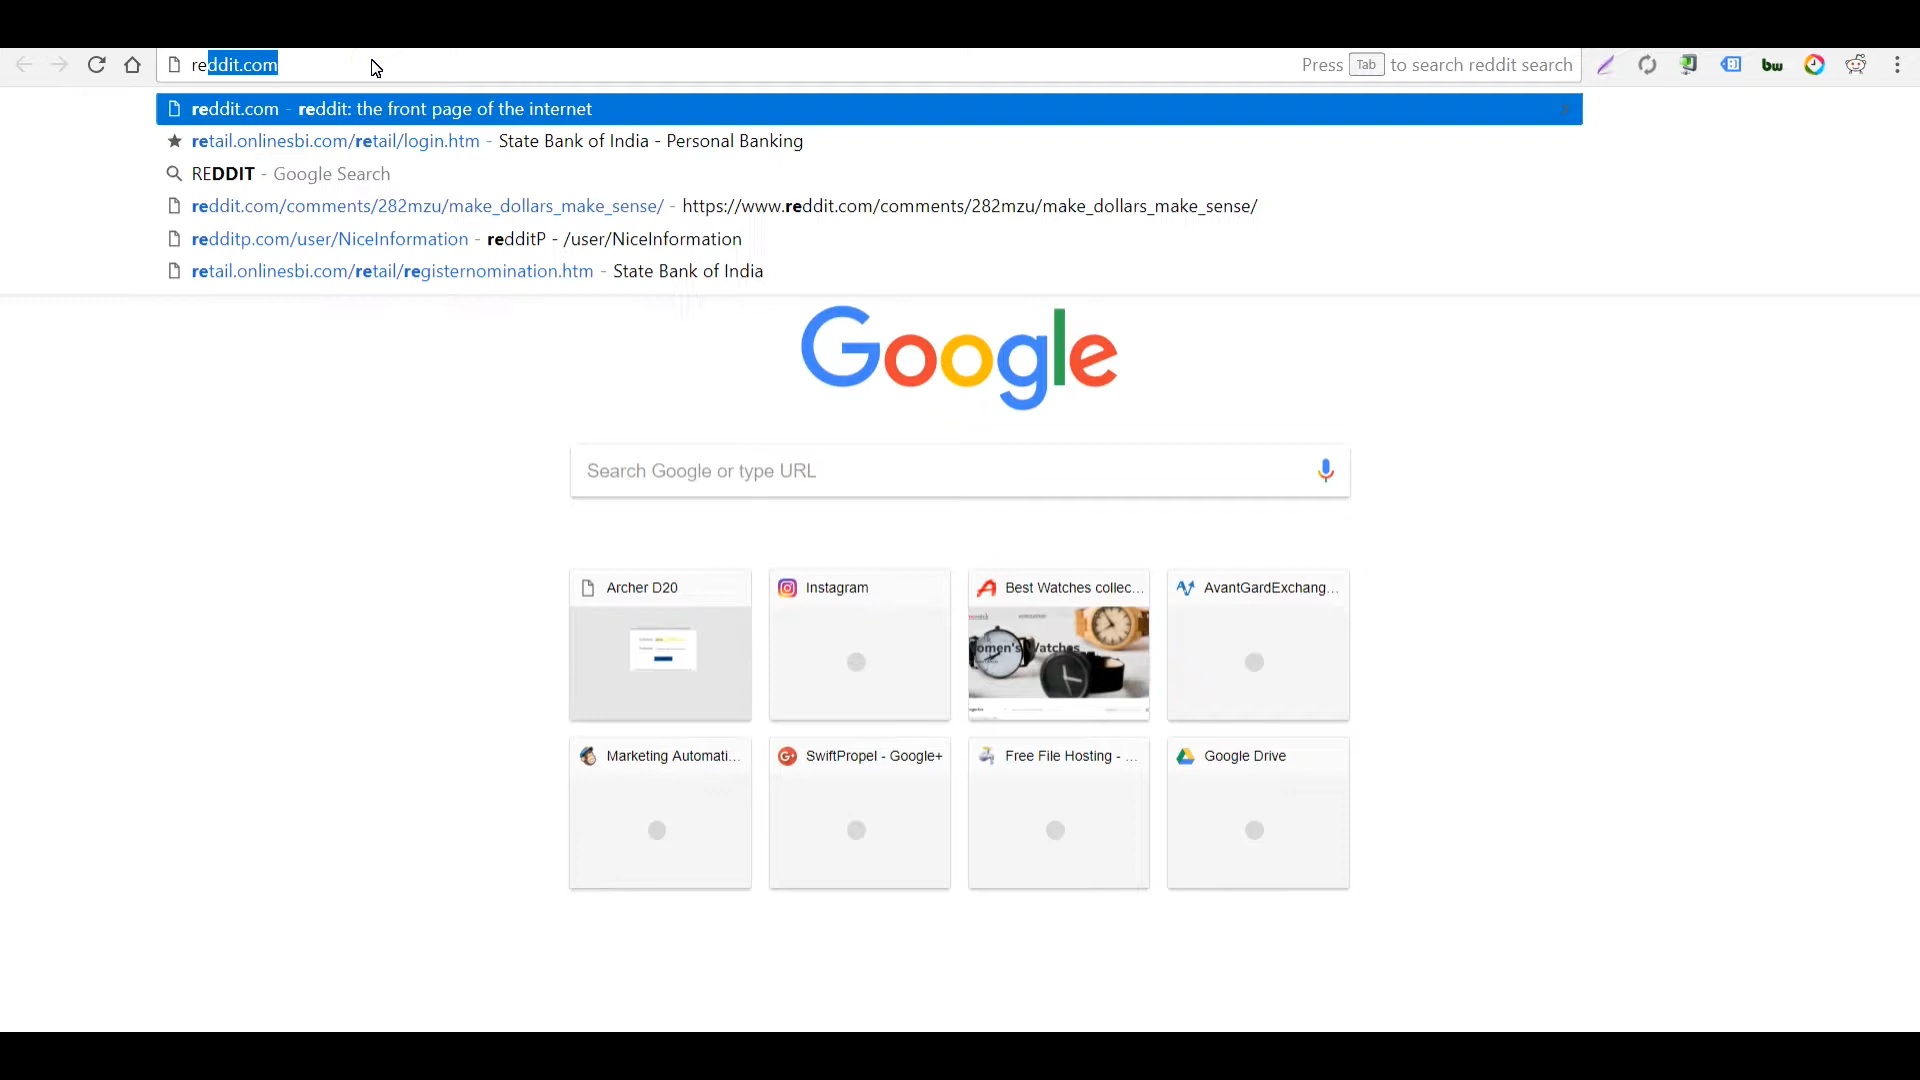 reddit.com
Press Tab to search reddit search
bw
reddit.com - reddit: the front page of the internet
retail.onlinesbi.com/retail/login.htm - State Bank of India - Personal Banking
REDDIT - Google Search
reddit.com/comments/282mzu/make_dollars_make_sense/ - https://www.reddit.com/comments/282mzu/make_dollars_make_sense/
redditp.com/user/NiceInformation - redditP - /user/NiceInformation
retail.onlinesbi.com/retail/registernomination.htm - State Bank of India
Google
Search Google or type URL
Archer D20
Instagram
Best Watches collec...
AvantGardExchang...
Marketing Automati...
SwiftPropel - Google+
Free File Hosting - ...
Google Drive